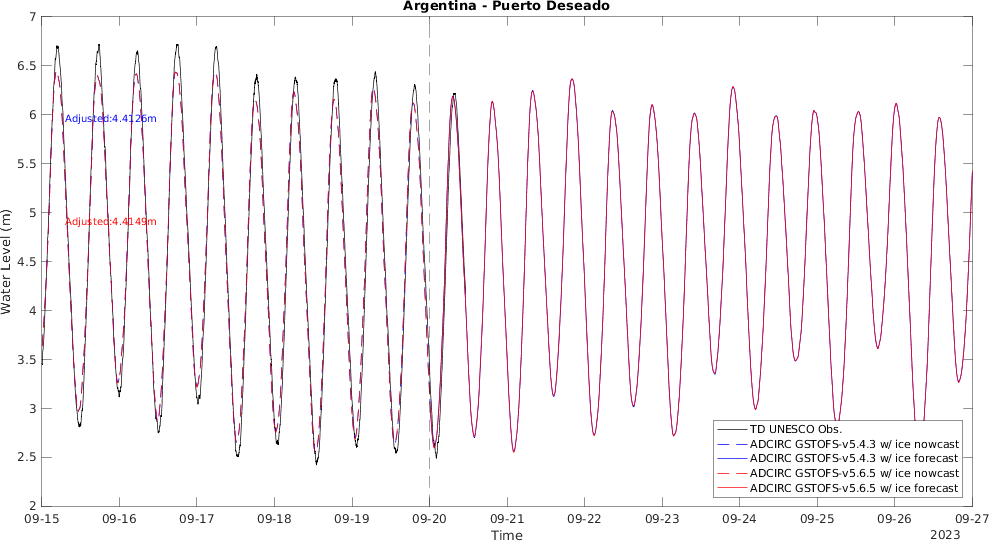 Argentina - Puerto Deseado
7
6.5
6
5.5
5
4.5
4
3.5
3
2.5
2
Water Level (m)
Adjusted:4.4126m
Adjusted:4.4149m
TD UNESCO Obs.
ADCIRC GSTOFS-v5.4.3 w/ ice nowcast
ADCIRC GSTOFS-v5.4.3 w/ ice forecast
ADCIRC GSTOFS-v5.6.5 w/ ice nowcast
ADCIRC GSTOFS-v5.6.5 w/ ice forecast
09-15 09-16 09-17 09-18 09-19 09-20 09-21 09-22 09-23 09-24 09-25 09-26 09-27
Time
2023